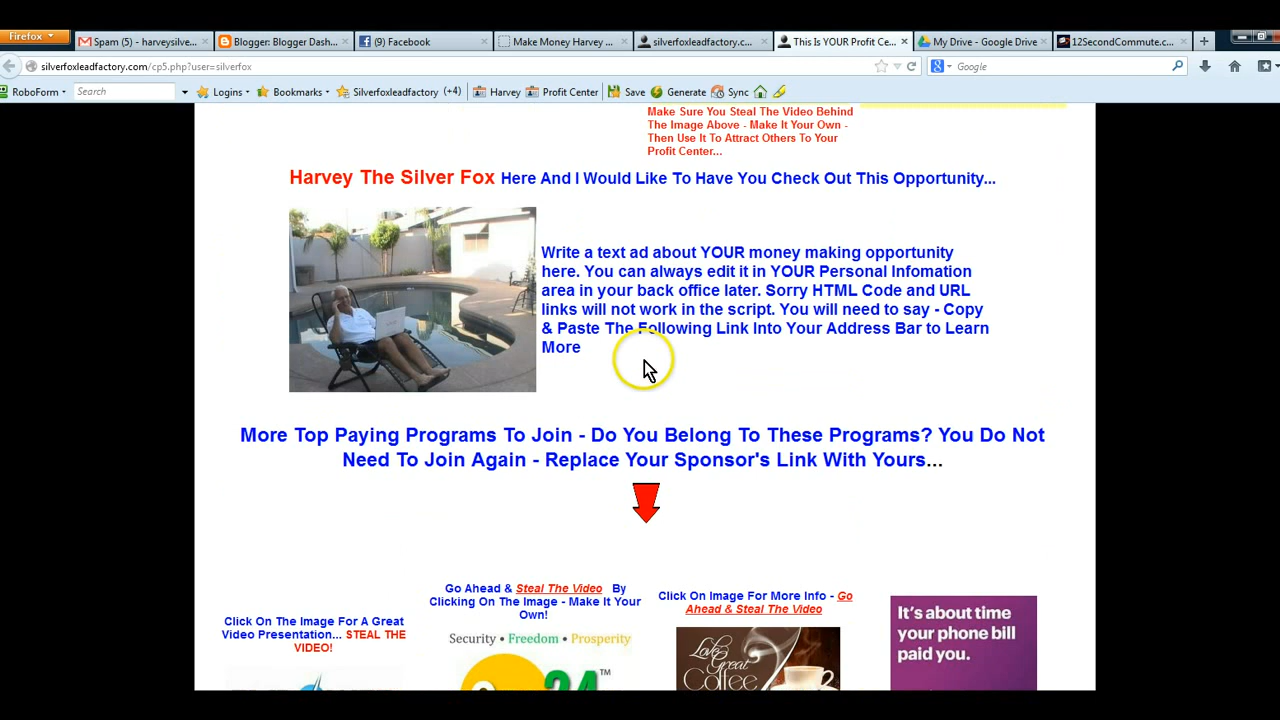 Firefox
Spam (5) - harveysilve...
Blogger: Blogger Dash...
(9) Facebook
Make Money Harvey ...
silverfoxleadfactory.c...
This Is YOUR Profit Ce...
My Drive - Google Drive
12SecondCommute.c...
silverfoxleadfactory.com/cp5.php?user=silverfox
Google
RoboForm
Search
Logins
Bookmarks
Silverfoxleadfactory (+4)
Harvey
Profit Center
Save
Generate
Sync
Make Sure You Steal The Video Behind
The Image Above - Make It Your Own -
Then Use It To Attract Others To Your
Profit Center...
Harvey The Silver Fox Here And I Would Like To Have You Check Out This Opportunity...
Write a text ad about YOUR money making opportunity
here. You can always edit it in YOUR Personal Infomation
area in your back office later. Sorry HTML Code and URL
links will not work in the script. You will need to say - Copy
& Paste The Following Link Into Your Address Bar to Learn
More
More Top Paying Programs To Join - Do You Belong To These Programs? You Do Not
Need To Join Again - Replace Your Sponsor's Link With Yours...
Click On The Image For A Great
Video Presentation... STEAL THE
VIDEO!
Go Ahead & Steal The Video By
Clicking On The Image - Make It Your
Own!
Security • Freedom • Prosperity
24™
Click On Image For More Info - Go
Ahead & Steal The Video
Love
Great
Coffee
It's about time
your phone bill
paid you.